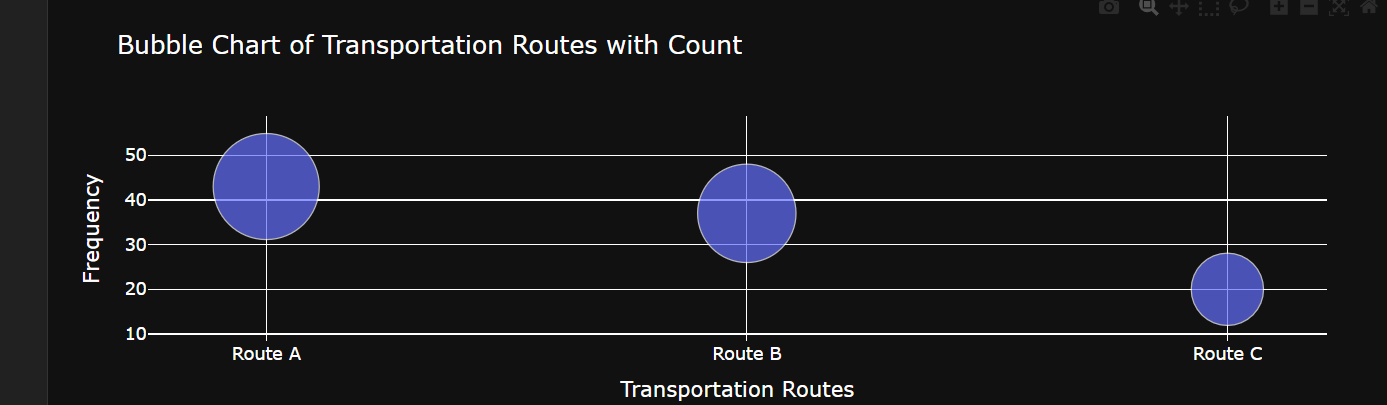 Bubble Chart of Transportation Routes with Count
Frequency
50
40
30
20
10
Route A
Route B
Route C
Transportation Routes